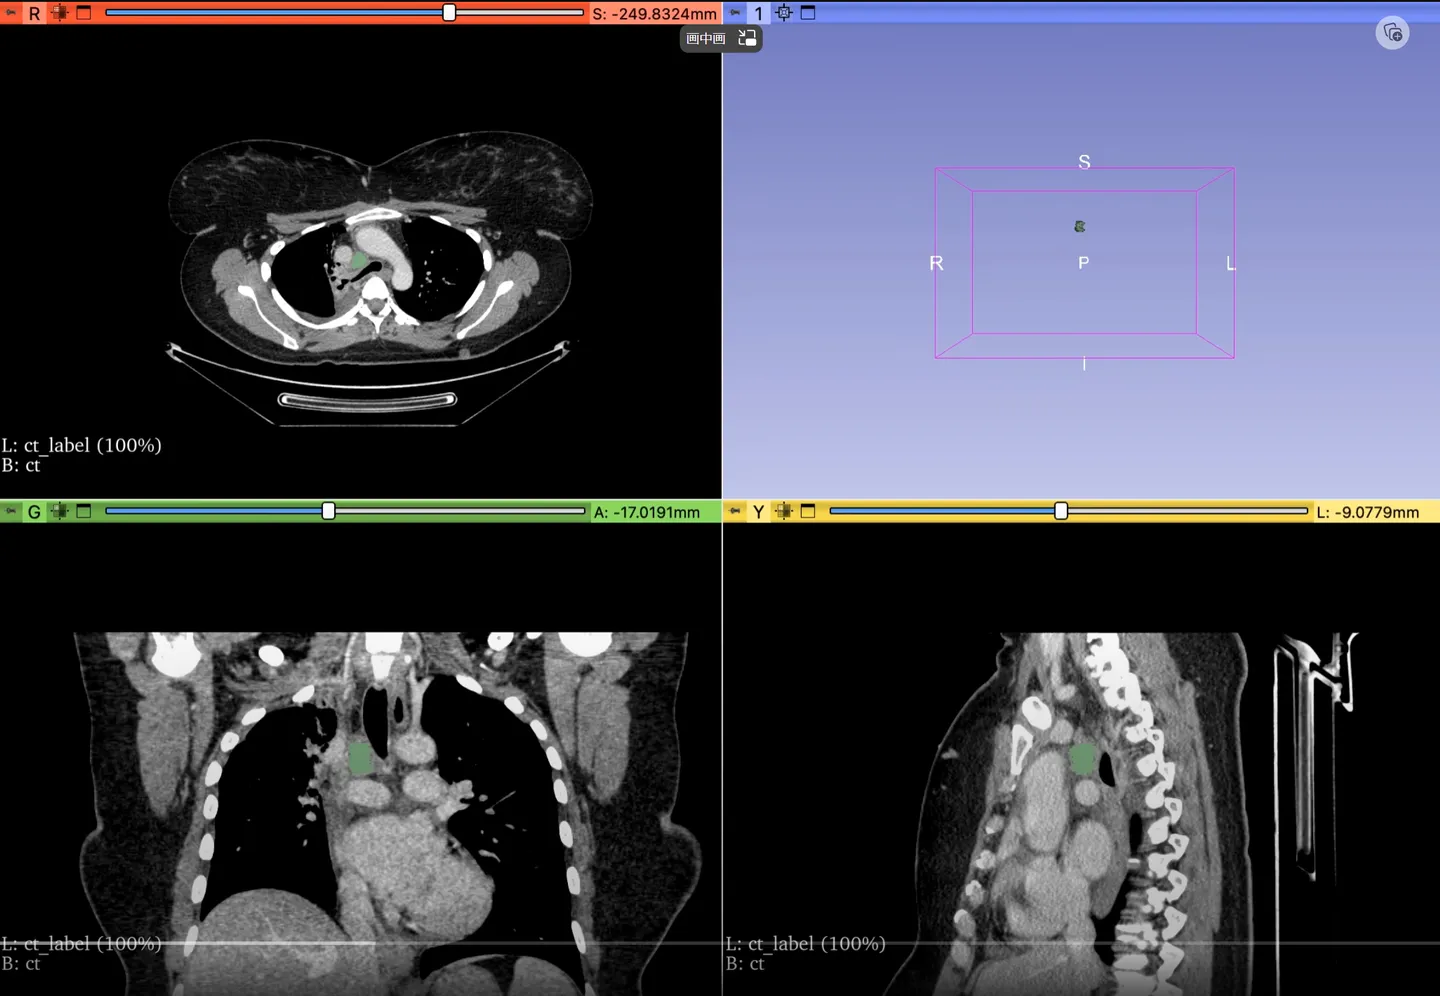 R
S: -249.8324mm
1
画中画
S
R
P
L
I
L: ct_label (100%)
B: ct
G
A: -17.0191mm
Y
L: -9.0779mm
L: ct_label (100%)
B: ct
L: ct_label (100%)
B: ct